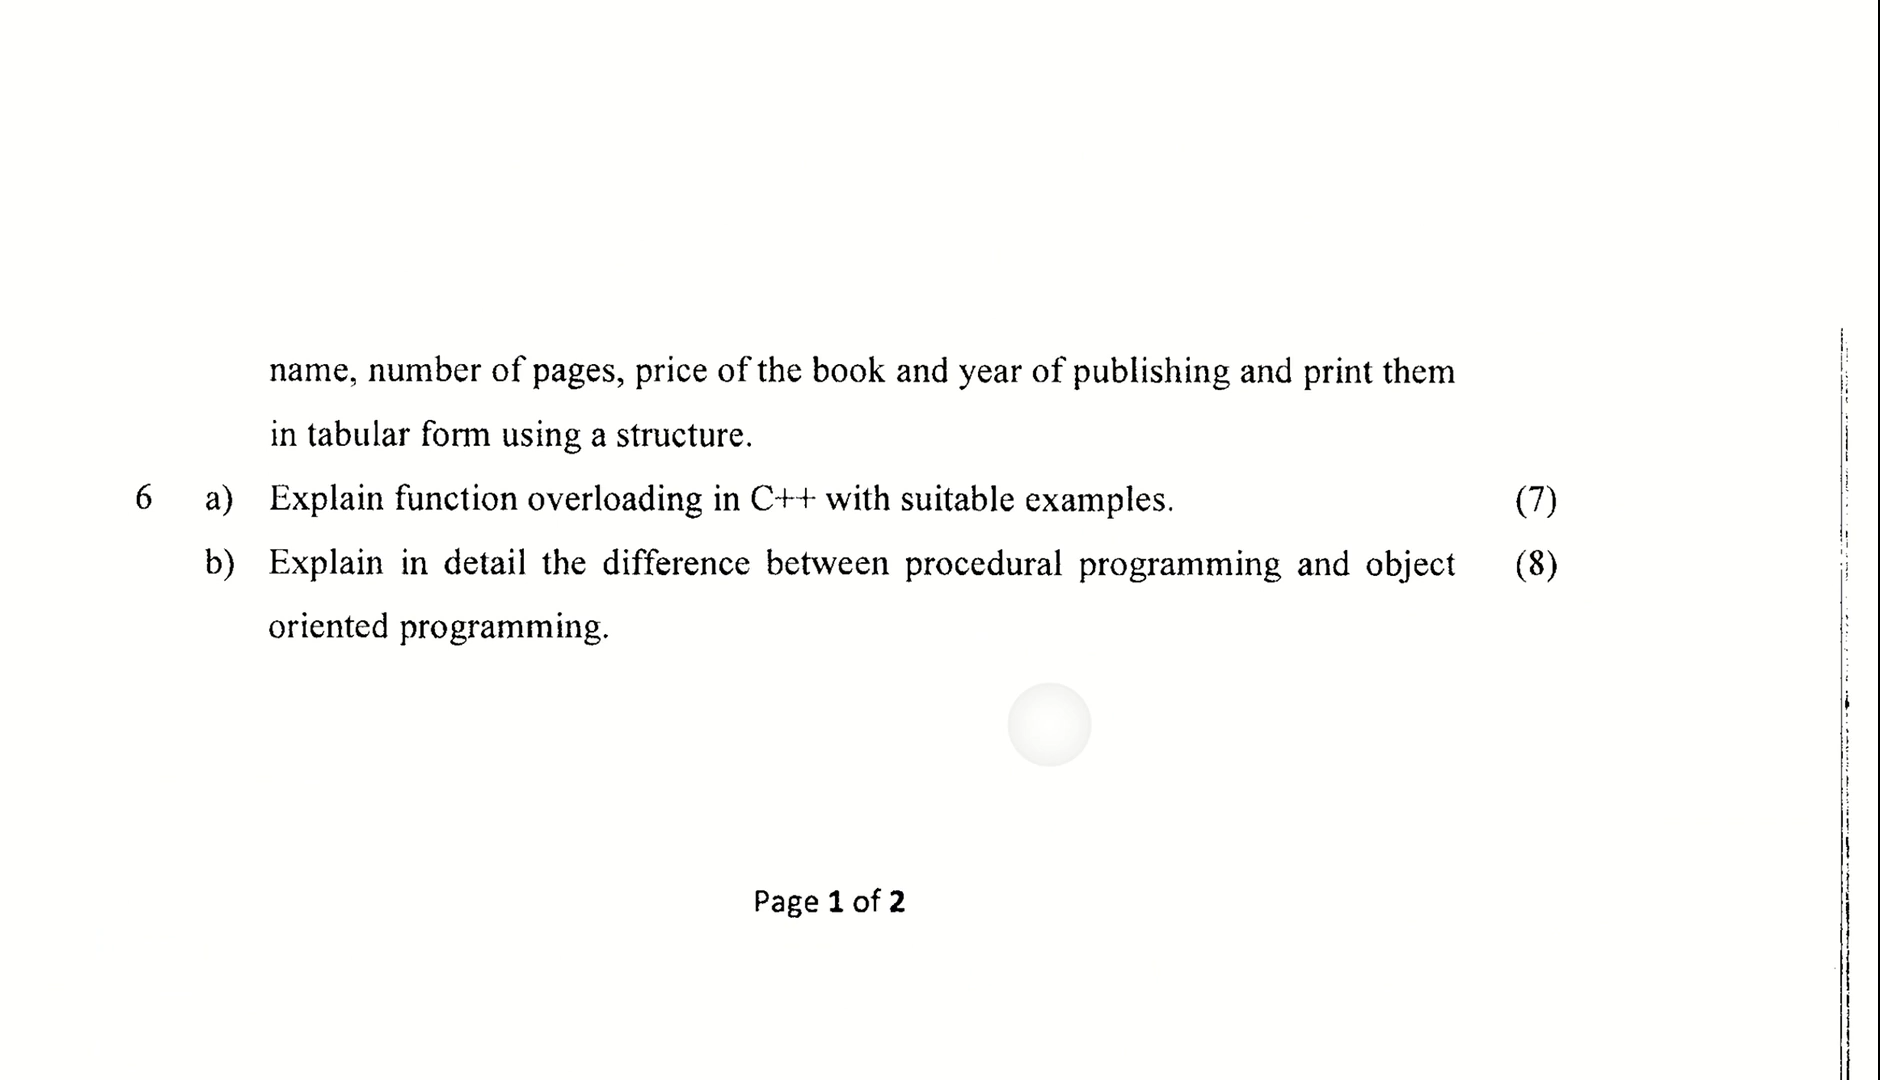 name, number of pages, price of the book and year of publishing and print them
in tabular form using a structure.
6 a) Explain function overloading in C++ with suitable examples. (7)
b) Explain in detail the difference between procedural programming and object (8)
oriented programming.
Page 1 of 2